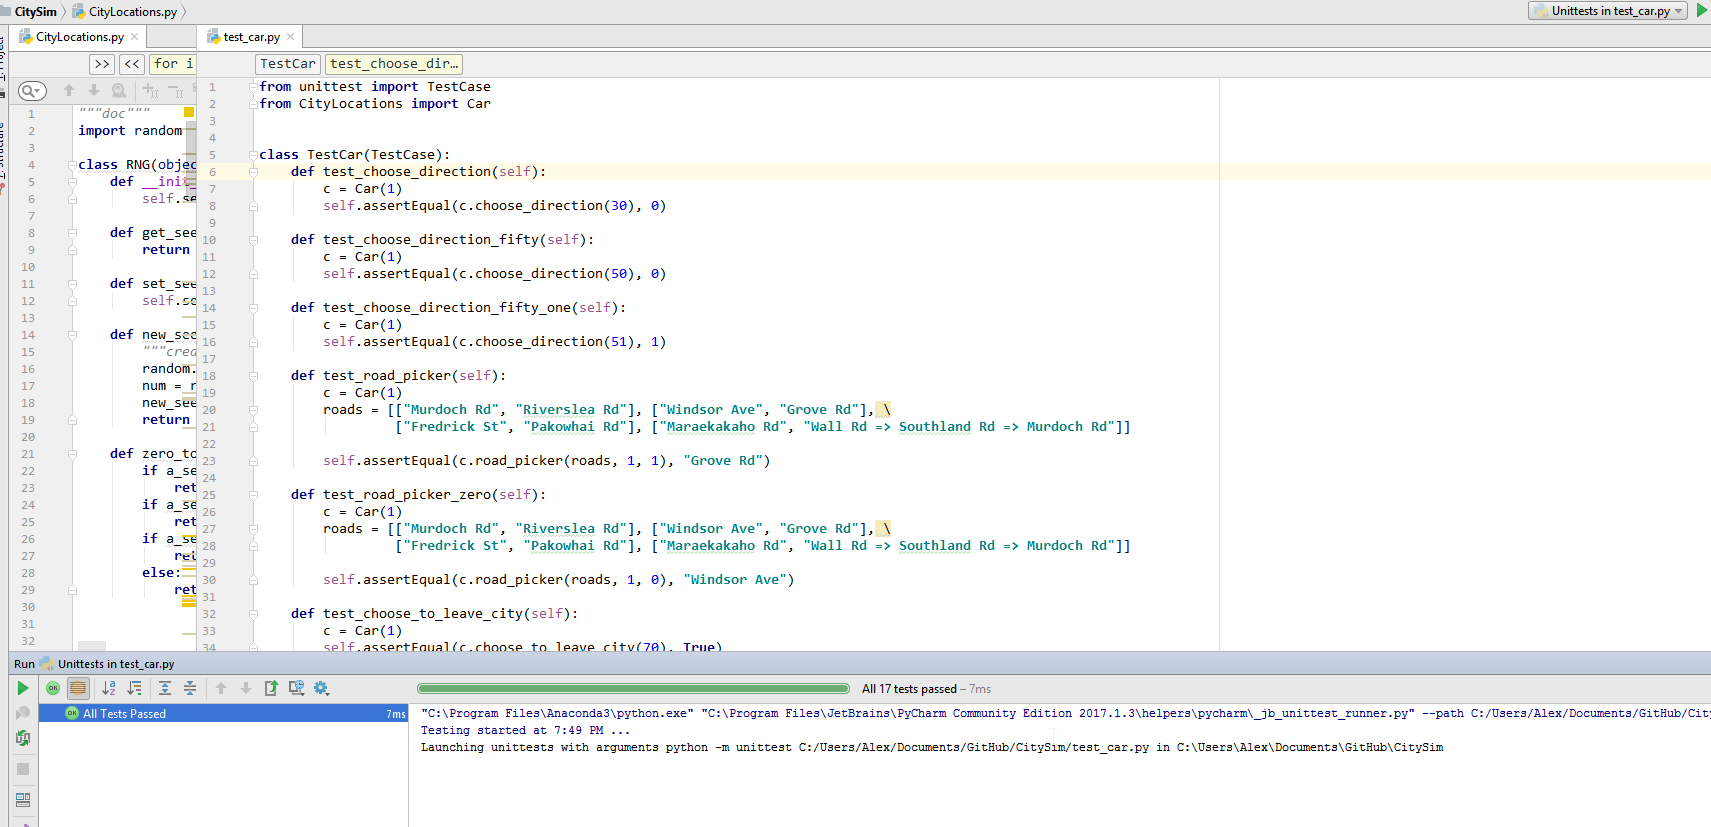 CitySim
CityLocations.py
Unittests in test_car.py
CityLocations.py
test_car.py
>>
<<
for i
TestCar
test_choose_dir…
1: Project
Structure
1 """doc"""
2 import random
3
4 class RNG(objec
5 def __init_
6 self.se
7
8 def get_see
9 return
10
11 def set_see
12 self.se
13
14 def new_see
15 """cred
16 random.
17 num = r
18 new_see
19 return
20
21 def zero_to
22 if a_se
23 ret
24 if a_se
25 ret
26 if a_se
27 ret
28 else:
29 ret
30
31
32
1 from unittest import TestCase
2 from CityLocations import Car
3
4
5 class TestCar(TestCase):
6 def test_choose_direction(self):
7 c = Car(1)
8 self.assertEqual(c.choose_direction(30), 0)
9
10 def test_choose_direction_fifty(self):
11 c = Car(1)
12 self.assertEqual(c.choose_direction(50), 0)
13
14 def test_choose_direction_fifty_one(self):
15 c = Car(1)
16 self.assertEqual(c.choose_direction(51), 1)
17
18 def test_road_picker(self):
19 c = Car(1)
20 roads = [["Murdoch Rd", "Riverslea Rd"], ["Windsor Ave", "Grove Rd"], \
21 ["Fredrick St", "Pakowhai Rd"], ["Maraekakaho Rd", "Wall Rd => Southland Rd => Murdoch Rd"]]
22
23 self.assertEqual(c.road_picker(roads, 1, 1), "Grove Rd")
24
25 def test_road_picker_zero(self):
26 c = Car(1)
27 roads = [["Murdoch Rd", "Riverslea Rd"], ["Windsor Ave", "Grove Rd"], \
28 ["Fredrick St", "Pakowhai Rd"], ["Maraekakaho Rd", "Wall Rd => Southland Rd => Murdoch Rd"]]
29
30 self.assertEqual(c.road_picker(roads, 1, 0), "Windsor Ave")
31
32 def test_choose_to_leave_city(self):
33 c = Car(1)
34 self.assertEqual(c.choose_to_leave_city(70), True)
Run Unittests in test_car.py
All 17 tests passed – 7ms
OK All Tests Passed 7ms
"C:\Program Files\Anaconda3\python.exe" "C:\Program Files\JetBrains\PyCharm Community Edition 2017.1.3\helpers\pycharm\_jb_unittest_runner.py" --path C:/Users/Alex/Documents/GitHub/City
Testing started at 7:49 PM ...
Launching unittests with arguments python -m unittest C:/Users/Alex/Documents/GitHub/CitySim/test_car.py in C:\Users\Alex\Documents\GitHub\CitySim